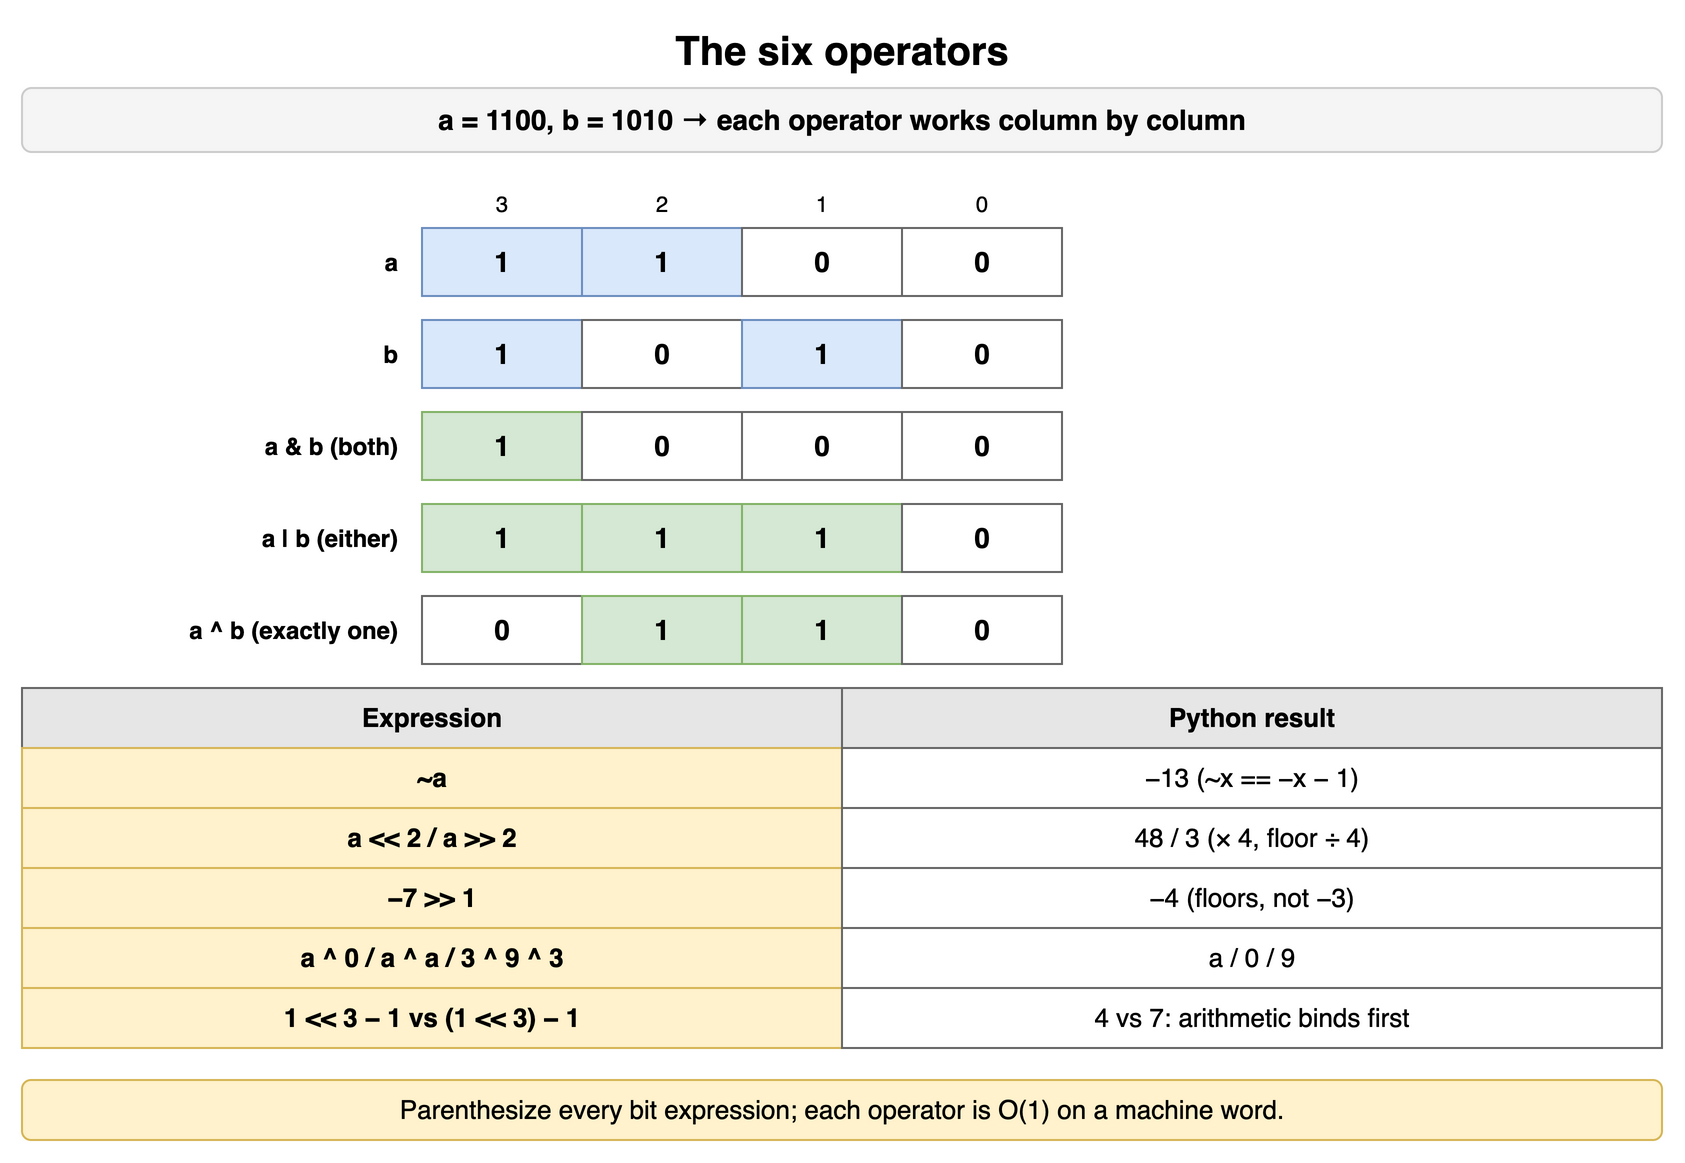 The six operators
a = 1100, b = 1010 → each operator works column by column
3 2 1 0
a 1 1 0 0
b 1 0 1 0
a & b (both) 1 0 0 0
a | b (either) 1 1 1 0
a ^ b (exactly one) 0 1 1 0
Expression Python result
~a −13 (~x == −x − 1)
a << 2 / a >> 2 48 / 3 (× 4, floor ÷ 4)
−7 >> 1 −4 (floors, not −3)
a ^ 0 / a ^ a / 3 ^ 9 ^ 3 a / 0 / 9
1 << 3 − 1 vs (1 << 3) − 1 4 vs 7: arithmetic binds first
Parenthesize every bit expression; each operator is O(1) on a machine word.